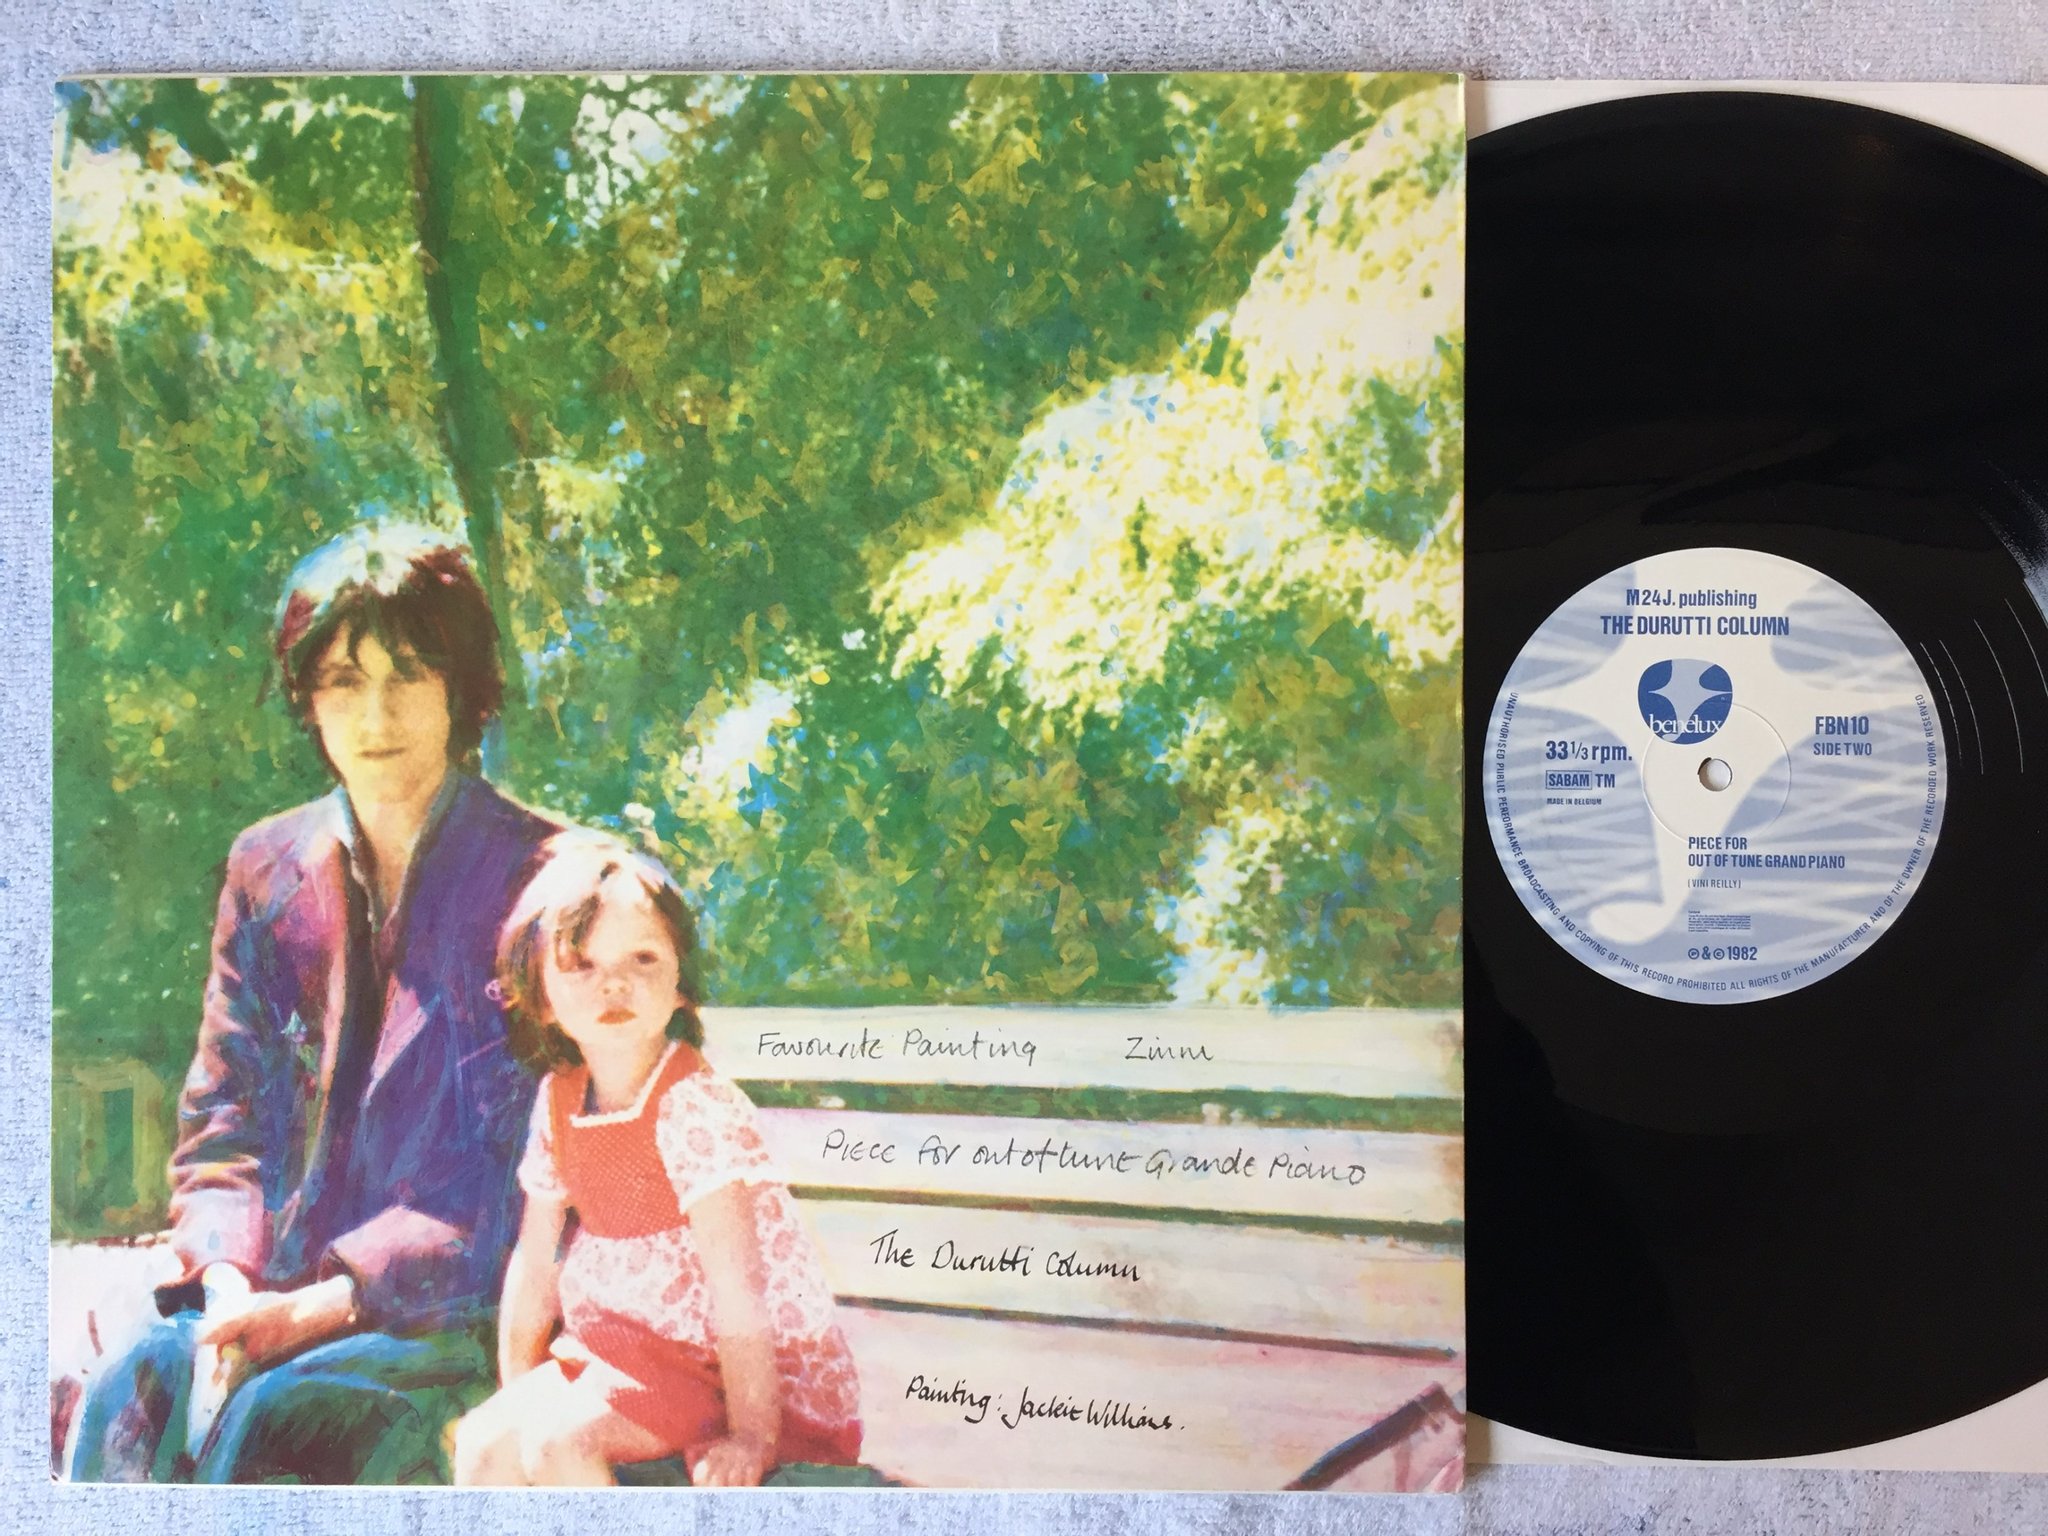 Favourite Painting Zinni
Piece for out of tune Grande Piano
The Durutti Column
Painting: Jackie Williams.
M24J. publishing
THE DURUTTI COLUMN
benelux
33 1/3 rpm.
SABAM TM
MADE IN BELGIUM
FBN10
SIDE TWO
PIECE FOR
OUT OF TUNE GRAND PIANO
(VINI REILLY)
Ⓟ & © 1982
UNAUTHORISED PUBLIC PERFORMANCE BROADCASTING AND COPYING OF THIS RECORD PROHIBITED ALL RIGHTS OF THE MANUFACTURER AND OF THE OWNER OF THE RECORDED WORK RESERVED